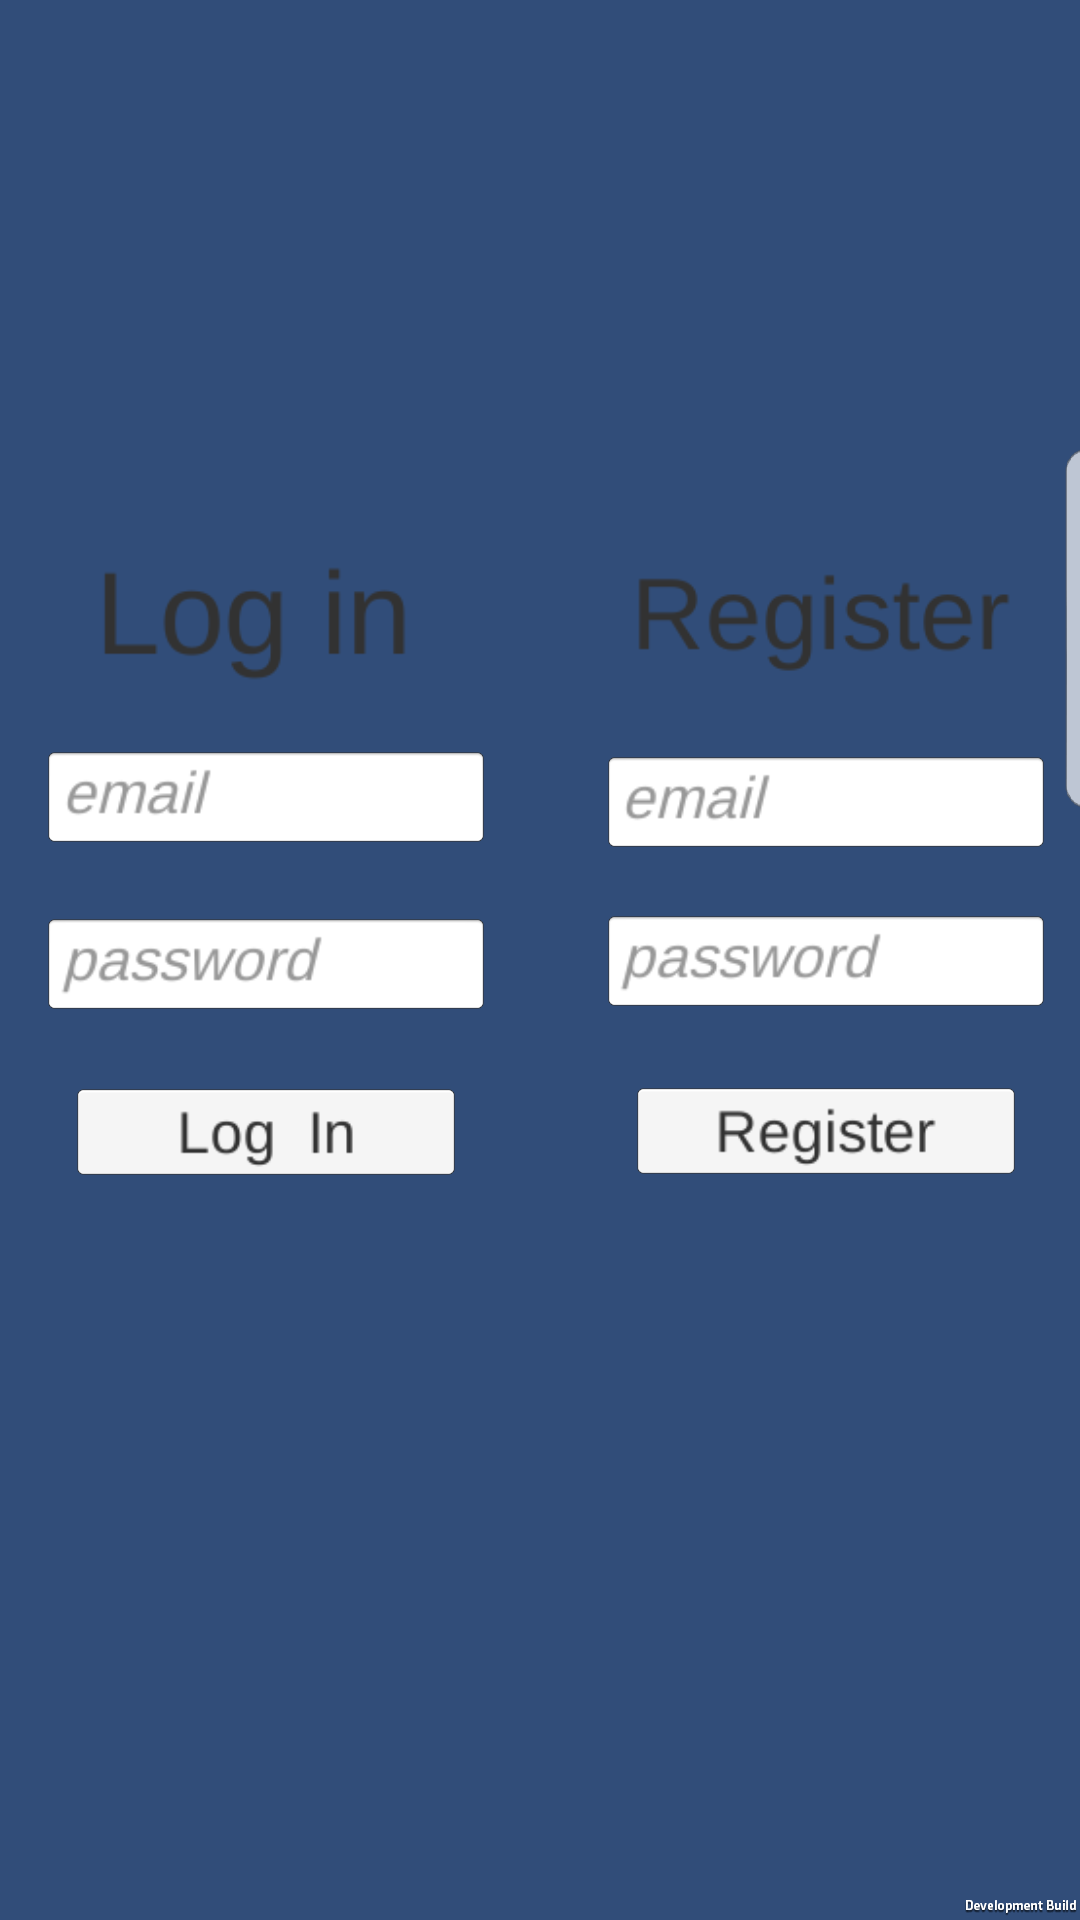 Log in
Register
email
email
password
password
Log In
Register
Development Build